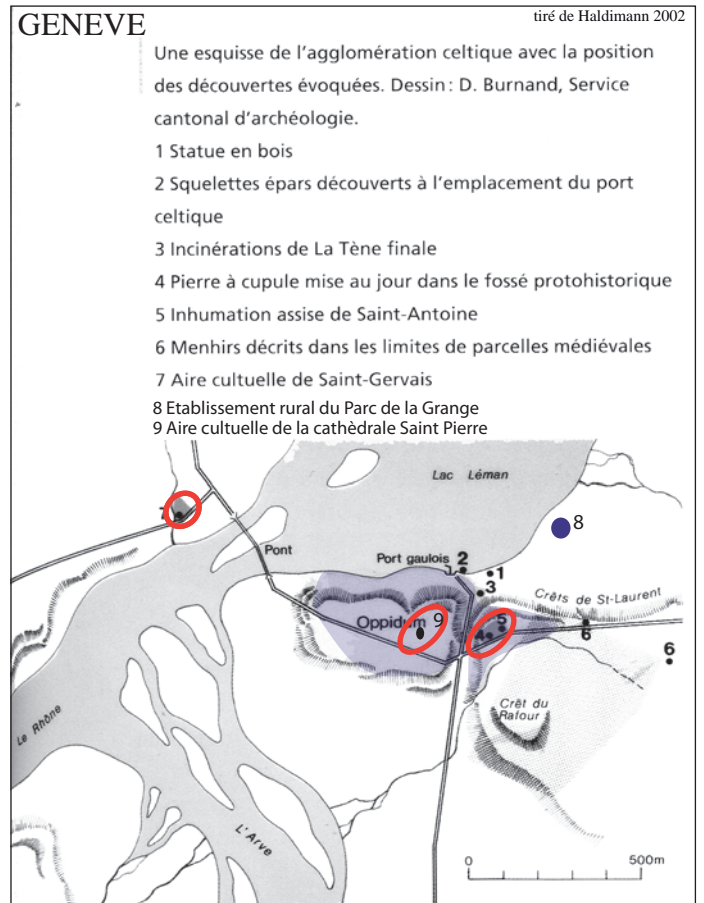 GENEVE
tiré de Haldimann 2002
Une esquisse de l'agglomération celtique avec la position
des découvertes évoquées. Dessin : D. Burnand, Service
cantonal d'archéologie.
1 Statue en bois
2 Squelettes épars découverts à l'emplacement du port
celtique
3 Incinérations de La Tène finale
4 Pierre à cupule mise au jour dans le fossé protohistorique
5 Inhumation assise de Saint-Antoine
6 Menhirs décrits dans les limites de parcelles médiévales
7 Aire cultuelle de Saint-Gervais
8 Etablissement rural du Parc de la Grange
9 Aire cultuelle de la cathèdrale Saint Pierre
Lac Léman
7
8
Pont
Port gaulois
2
1
3
Crêts de St-Laurent
Oppidum
9
5
4
6
6
Crêt du
Rafour
Le Rhône
L'Arve
0
500m